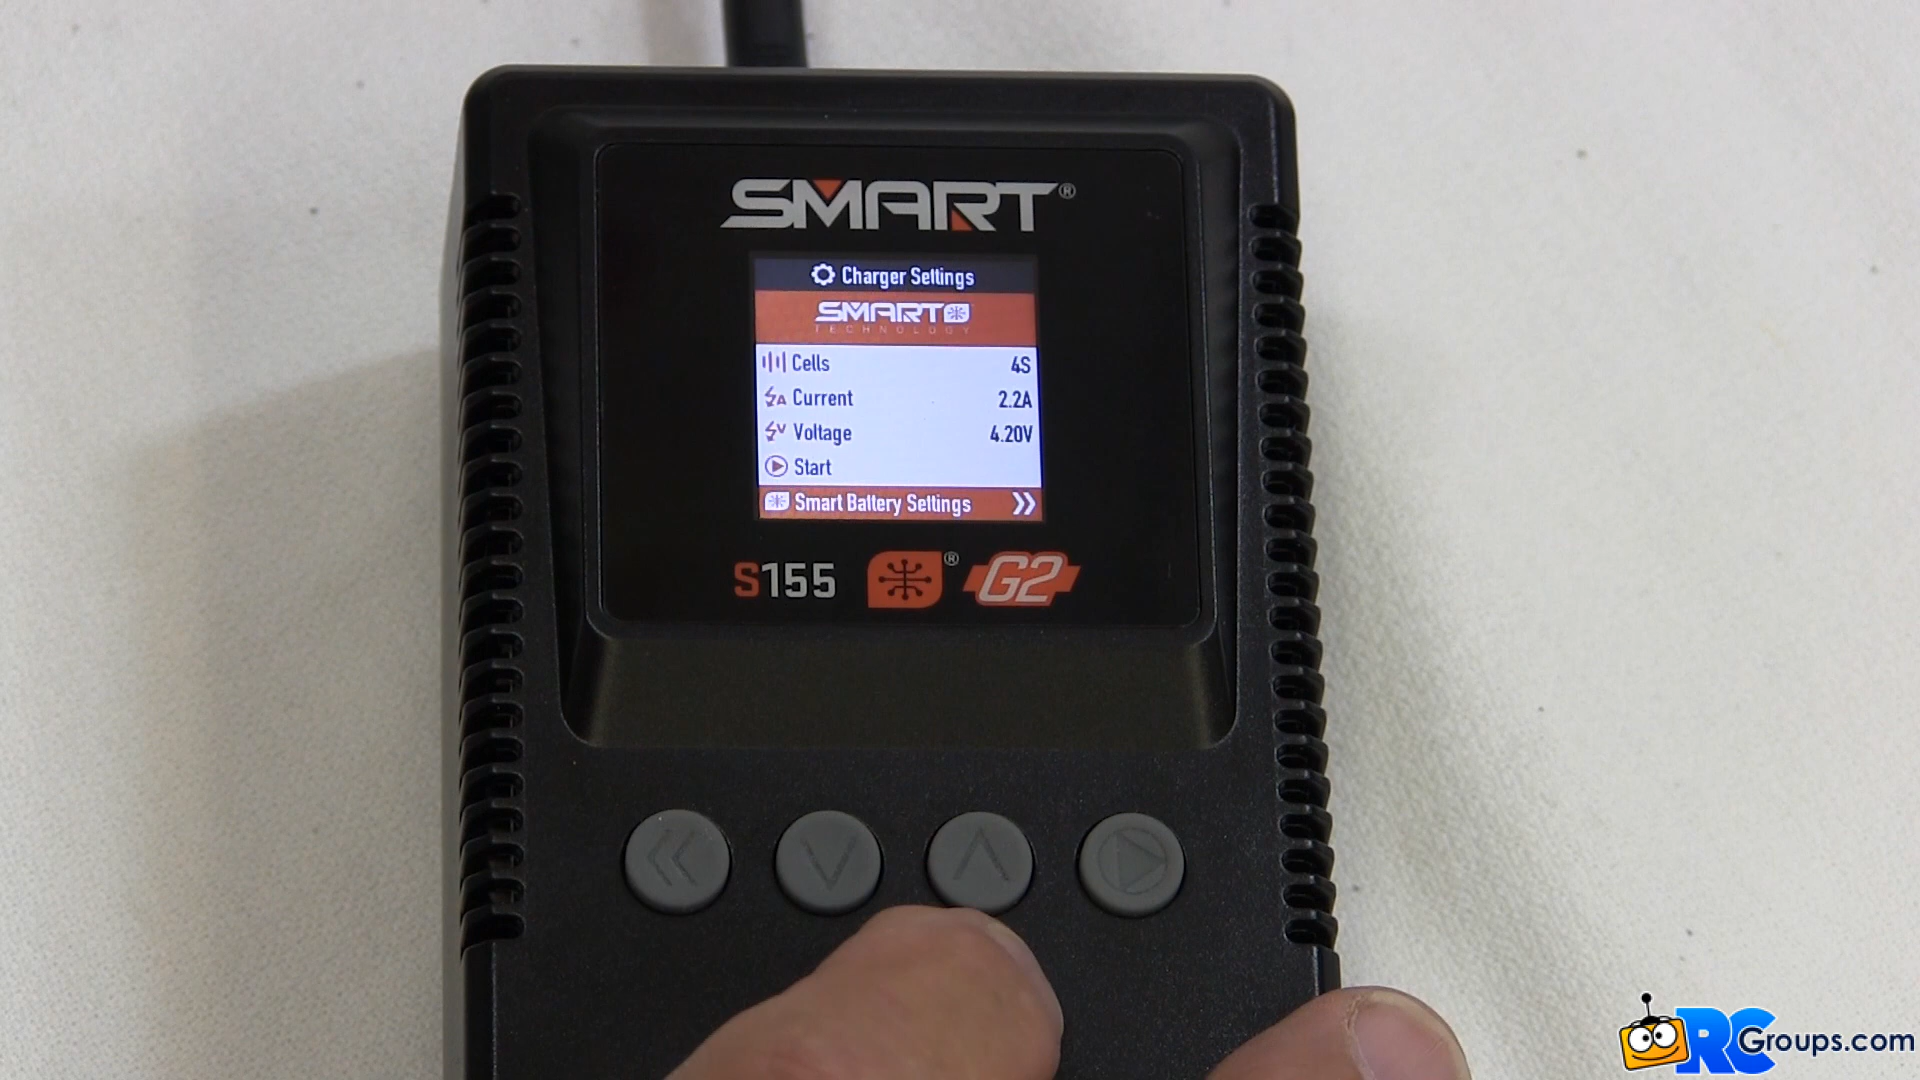 SMART®
Charger Settings
SMART
TECHNOLOGY
Cells 4S
Current 2.2A
Voltage 4.20V
Start
Smart Battery Settings
S155 ® G2
RCGroups.com